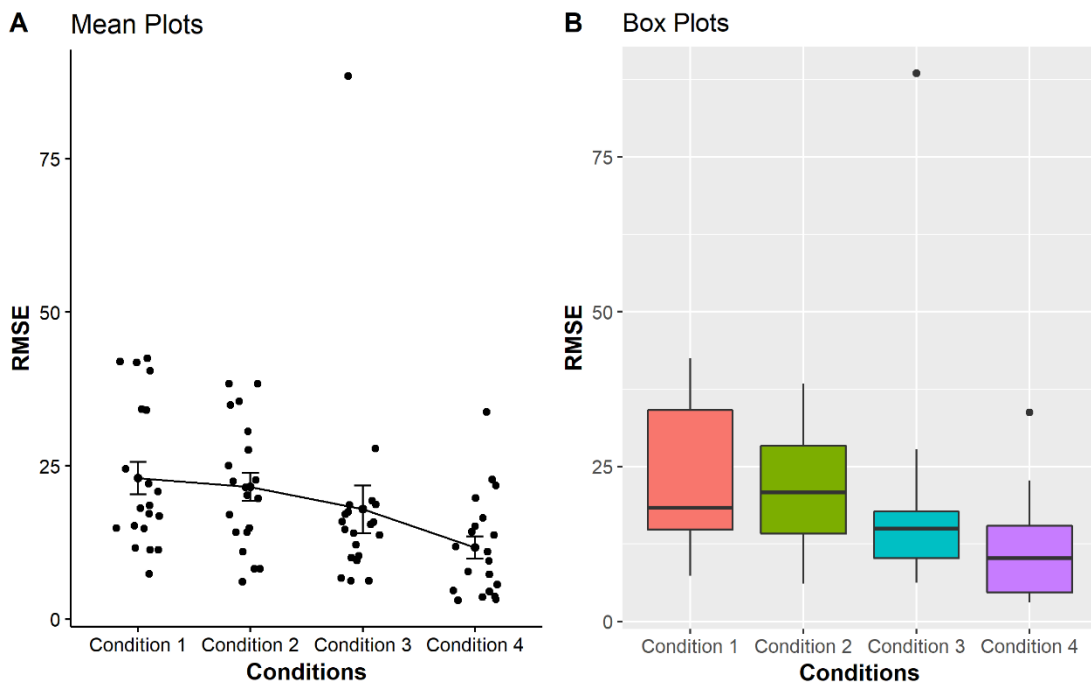 A Mean Plots
RMSE
75
50
25
0
Condition 1 Condition 2 Condition 3 Condition 4
Conditions
B Box Plots
RMSE
75
50
25
0
Condition 1 Condition 2 Condition 3 Condition 4
Conditions